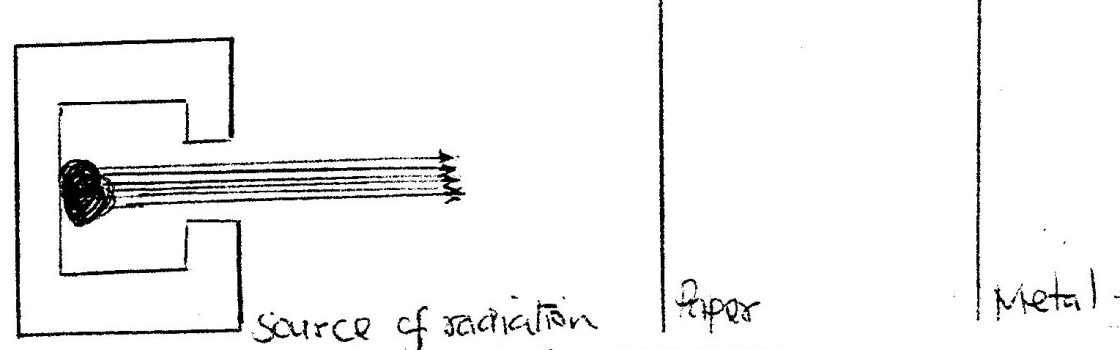 source of radiation
Paper
Metal